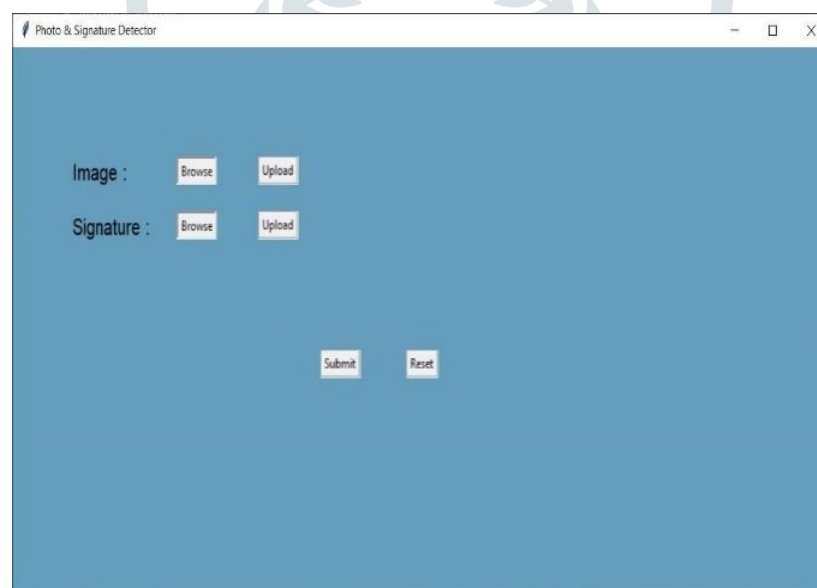 Photo & Signature Detector
Image : Browse Upload
Signature : Browse Upload
Submit Reset